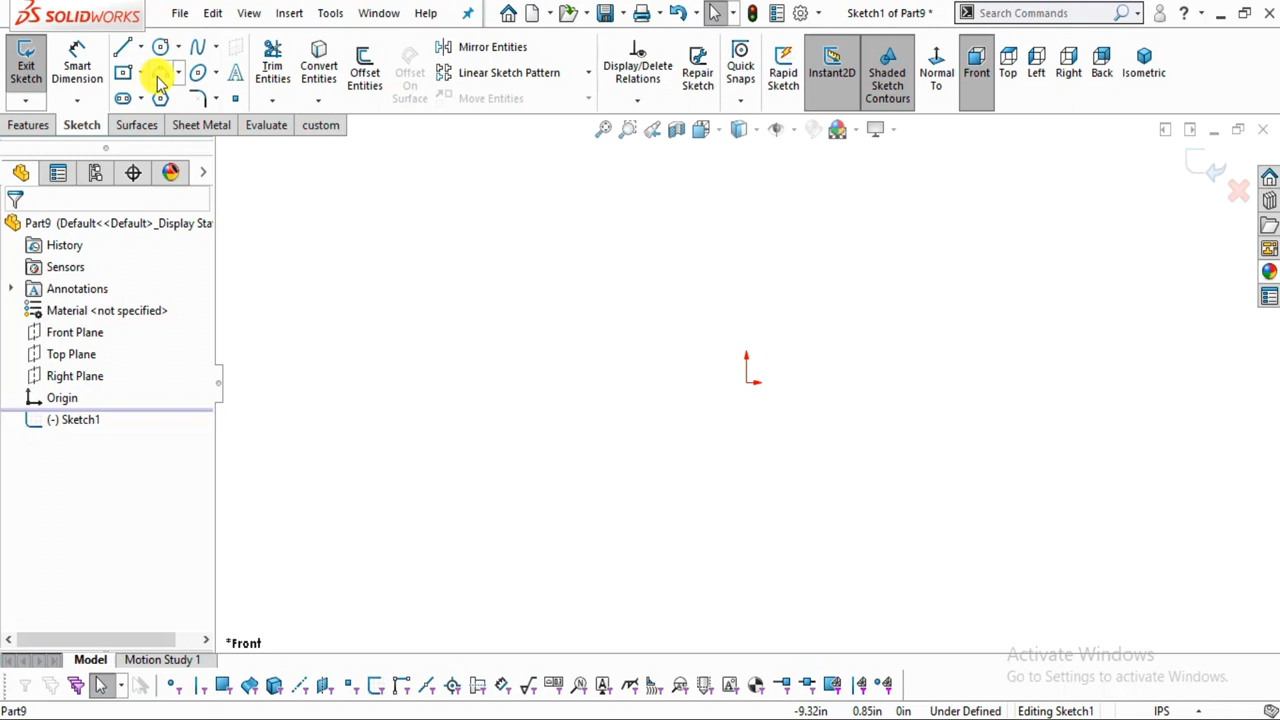 SOLIDWORKS File Edit View Insert Tools Window Help Sketch1 of Part9 * Search Commands ?
Exit Sketch
Smart Dimension
Trim Entities
Convert Entities
Offset Entities
Offset On Surface
Mirror Entities
Linear Sketch Pattern
Move Entities
Display/Delete Relations
Repair Sketch
Quick Snaps
Rapid Sketch
Instant2D
Shaded Sketch Contours
Normal To
Front
Top
Left
Right
Back
Isometric
Features Sketch Surfaces Sheet Metal Evaluate custom
Part9 (Default<<Default>_Display Sta
History
Sensors
Annotations
Material <not specified>
Front Plane
Top Plane
Right Plane
Origin
(-) Sketch1
*Front
Activate Windows
Go to Settings to activate Windows.
Model Motion Study 1
Part9 -9.32in 0.85in 0in Under Defined Editing Sketch1 IPS